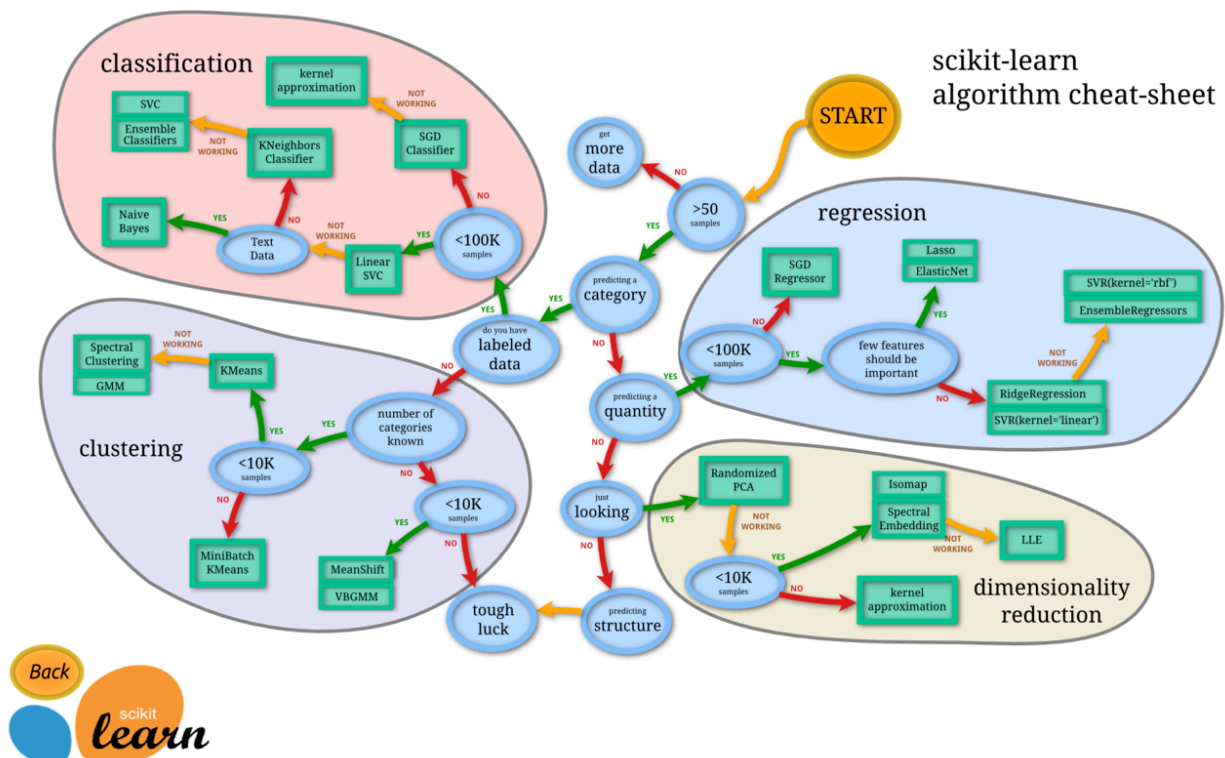 scikit-learn
algorithm cheat-sheet
START
get
more
data
NO
>50
samples
YES
predicting a
category
YES
NO
do you have
labeled
data
YES
NO
predicting a
quantity
YES
NO
just
looking
YES
NO
predicting
structure
tough
luck
classification
kernel
approximation
NOT
WORKING
SGD
Classifier
NO
<100K
samples
YES
Linear
SVC
NOT
WORKING
Text
Data
YES
Naive
Bayes
NO
KNeighbors
Classifier
NOT
WORKING
SVC
Ensemble
Classifiers
regression
<100K
samples
NO
SGD
Regressor
YES
few features
should be
important
YES
Lasso
ElasticNet
NO
RidgeRegression
SVR(kernel='linear')
NOT
WORKING
SVR(kernel='rbf')
EnsembleRegressors
clustering
number of
categories
known
YES
<10K
samples
YES
KMeans
NOT
WORKING
Spectral
Clustering
GMM
NO
MiniBatch
KMeans
NO
<10K
samples
YES
MeanShift
VBGMM
NO
dimensionality
reduction
Randomized
PCA
NOT
WORKING
<10K
samples
YES
Isomap
Spectral
Embedding
NOT
WORKING
LLE
NO
kernel
approximation
Back
scikit
learn